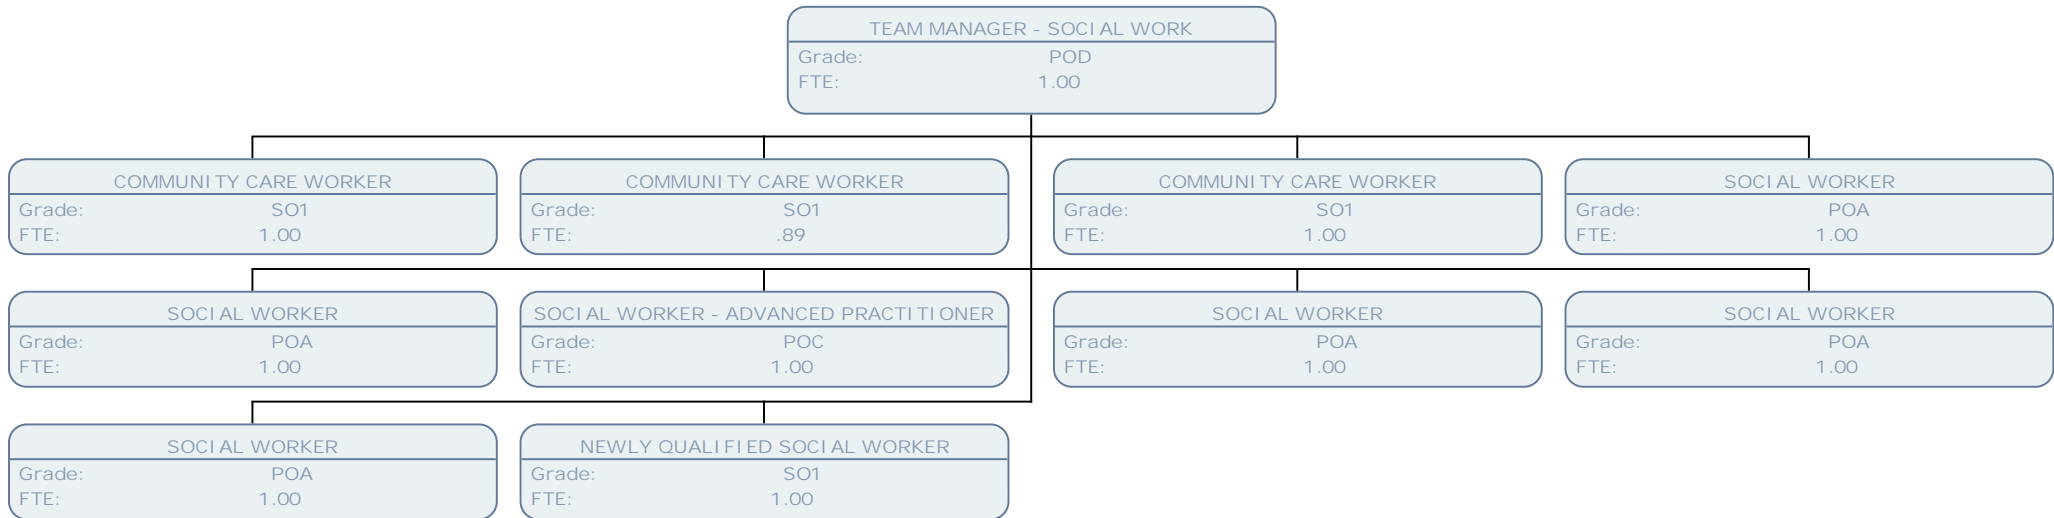 TEAM MANAGER - SOCIAL WORK
Grade: POD
FTE: 1.00
COMMUNITY CARE WORKER
Grade: SO1
FTE: 1.00
COMMUNITY CARE WORKER
Grade: SO1
FTE: .89
COMMUNITY CARE WORKER
Grade: SO1
FTE: 1.00
SOCIAL WORKER
Grade: POA
FTE: 1.00
SOCIAL WORKER
Grade: POA
FTE: 1.00
SOCIAL WORKER - ADVANCED PRACTITIONER
Grade: POC
FTE: 1.00
SOCIAL WORKER
Grade: POA
FTE: 1.00
SOCIAL WORKER
Grade: POA
FTE: 1.00
SOCIAL WORKER
Grade: POA
FTE: 1.00
NEWLY QUALIFIED SOCIAL WORKER
Grade: SO1
FTE: 1.00